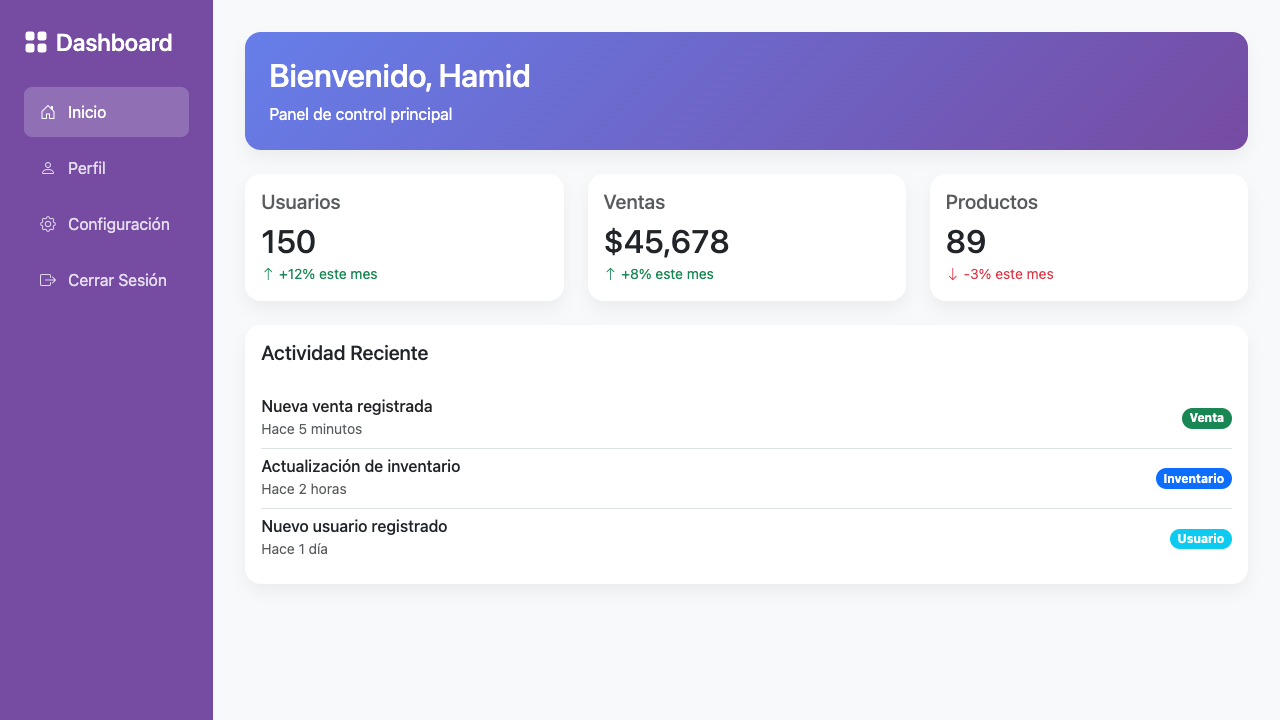 Dashboard
Inicio
Perfil
Configuración
Cerrar Sesión
Bienvenido, Hamid
Panel de control principal
Usuarios
150
↑ +12% este mes
Ventas
$45,678
↑ +8% este mes
Productos
89
↓ -3% este mes
Actividad Reciente
Nueva venta registrada
Hace 5 minutos
Venta
Actualización de inventario
Hace 2 horas
Inventario
Nuevo usuario registrado
Hace 1 día
Usuario